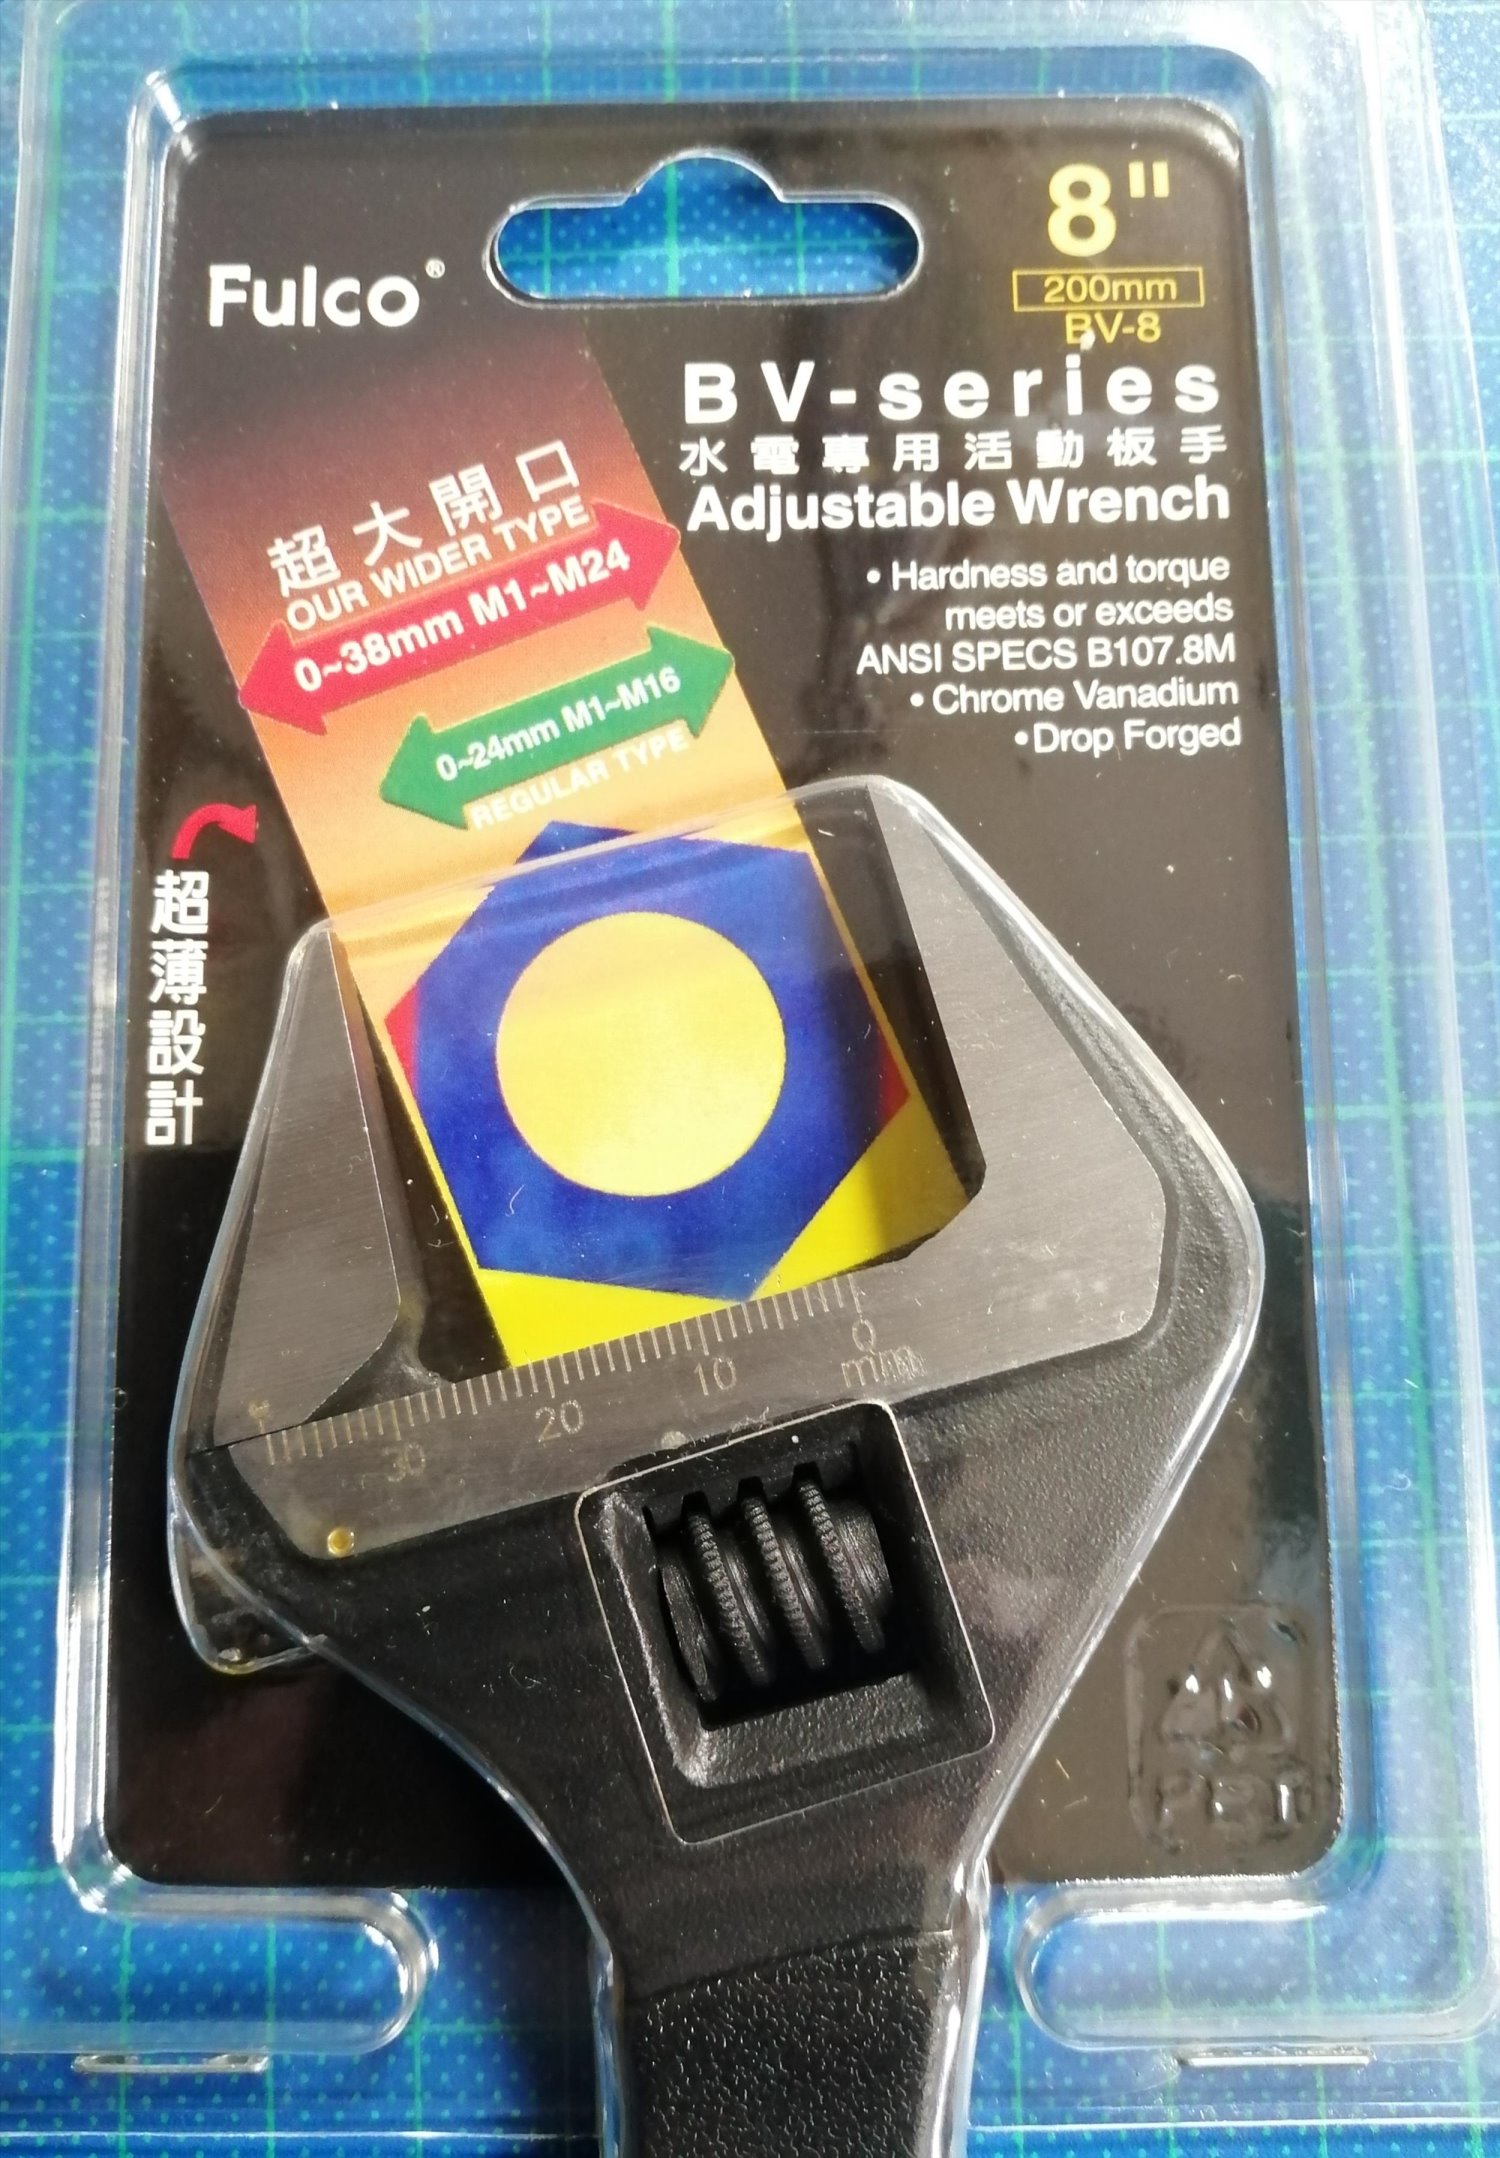 Fulco®
8"
200mm
BV-8
BV-series
水電專用活動板手
Adjustable Wrench
• Hardness and torque
meets or exceeds
ANSI SPECS B107.8M
• Chrome Vanadium
•Drop Forged
超大開口
OUR WIDER TYPE
0~38mm M1~M24
0~24mm M1~M16
REGULAR TYPE
超薄設計
30 20 10 0
mm
PET